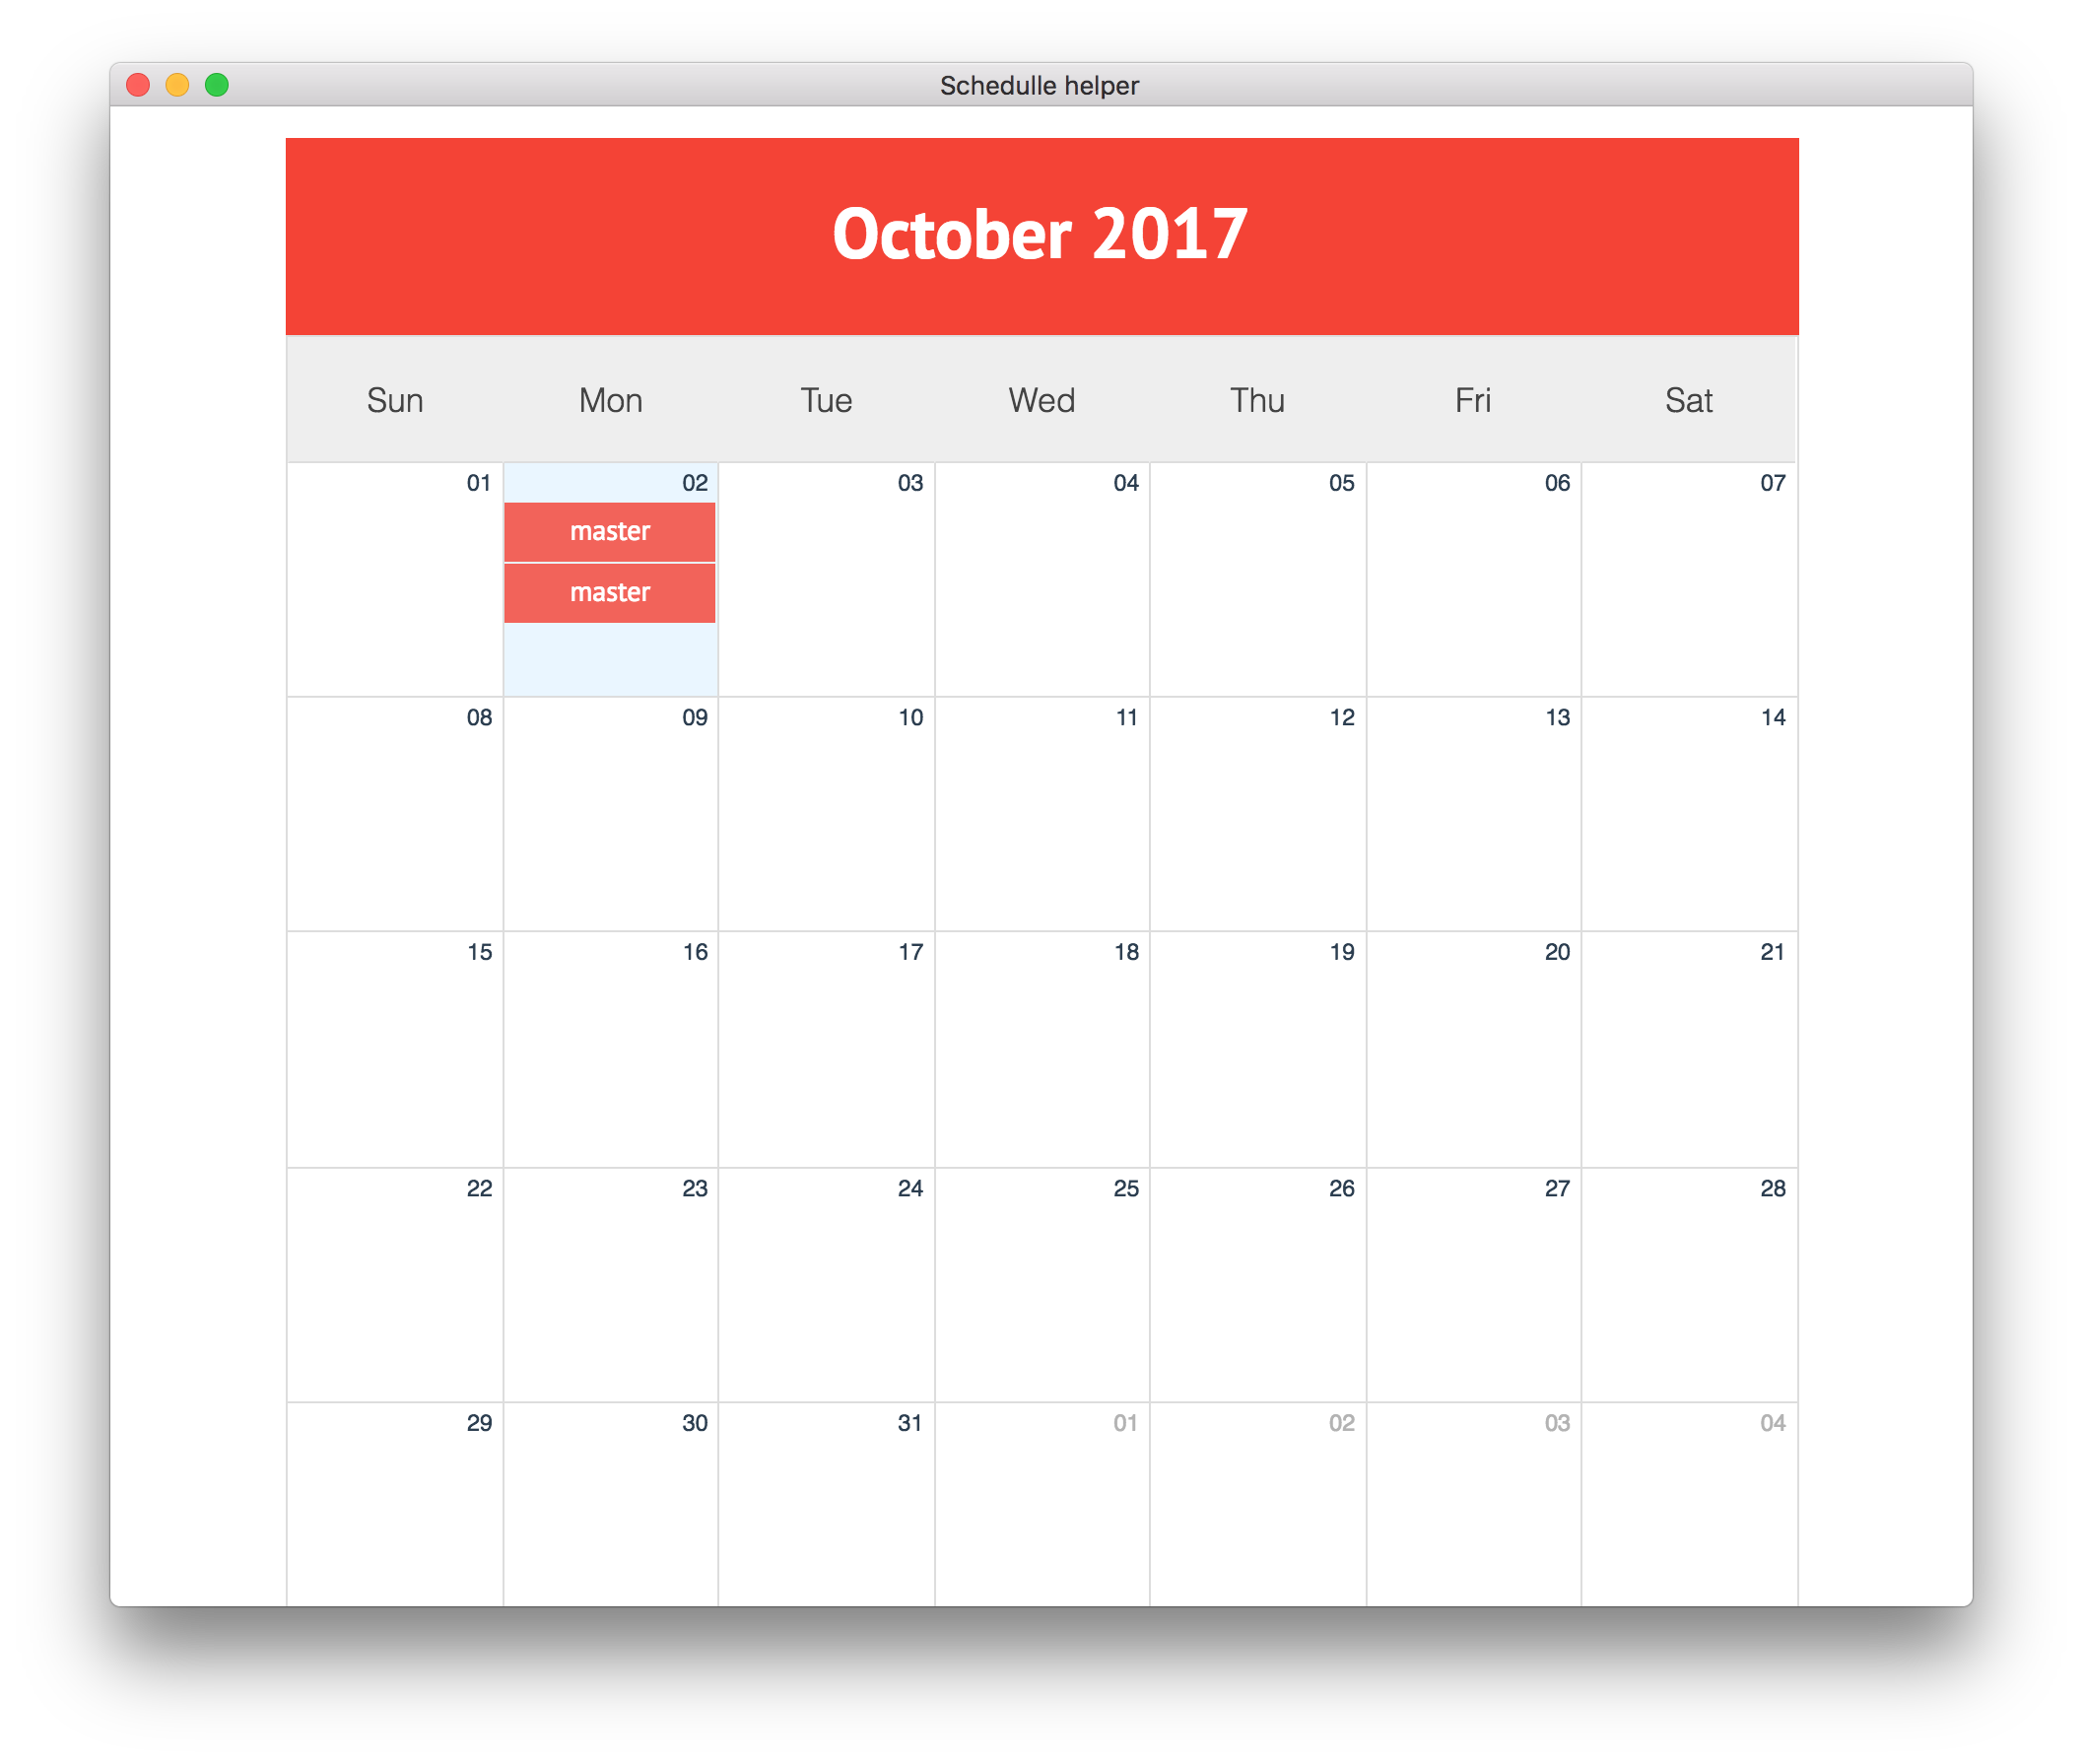 Schedulle helper
October 2017
Sun Mon Tue Wed Thu Fri Sat
01 02 03 04 05 06 07
master
master
08 09 10 11 12 13 14
15 16 17 18 19 20 21
22 23 24 25 26 27 28
29 30 31 01 02 03 04